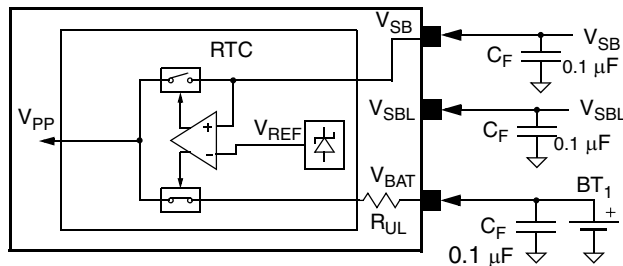 V_SB
RTC
V_SB
C_F
0.1 μF
V_PP
+
V_REF
−
V_SBL
V_SBL
C_F
0.1 μF
V_BAT
R_UL
BT_1
+
C_F
0.1 μF